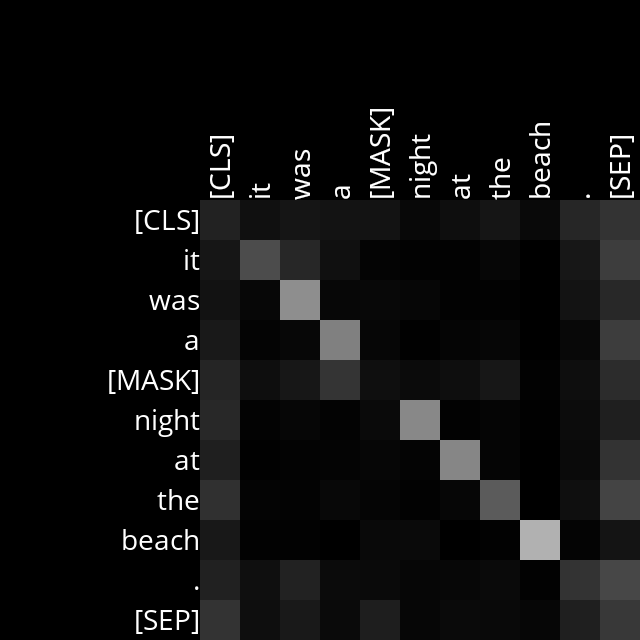 [CLS] it was a [MASK] night at the beach . [SEP]
[CLS]
it
was
a
[MASK]
night
at
the
beach
.
[SEP]